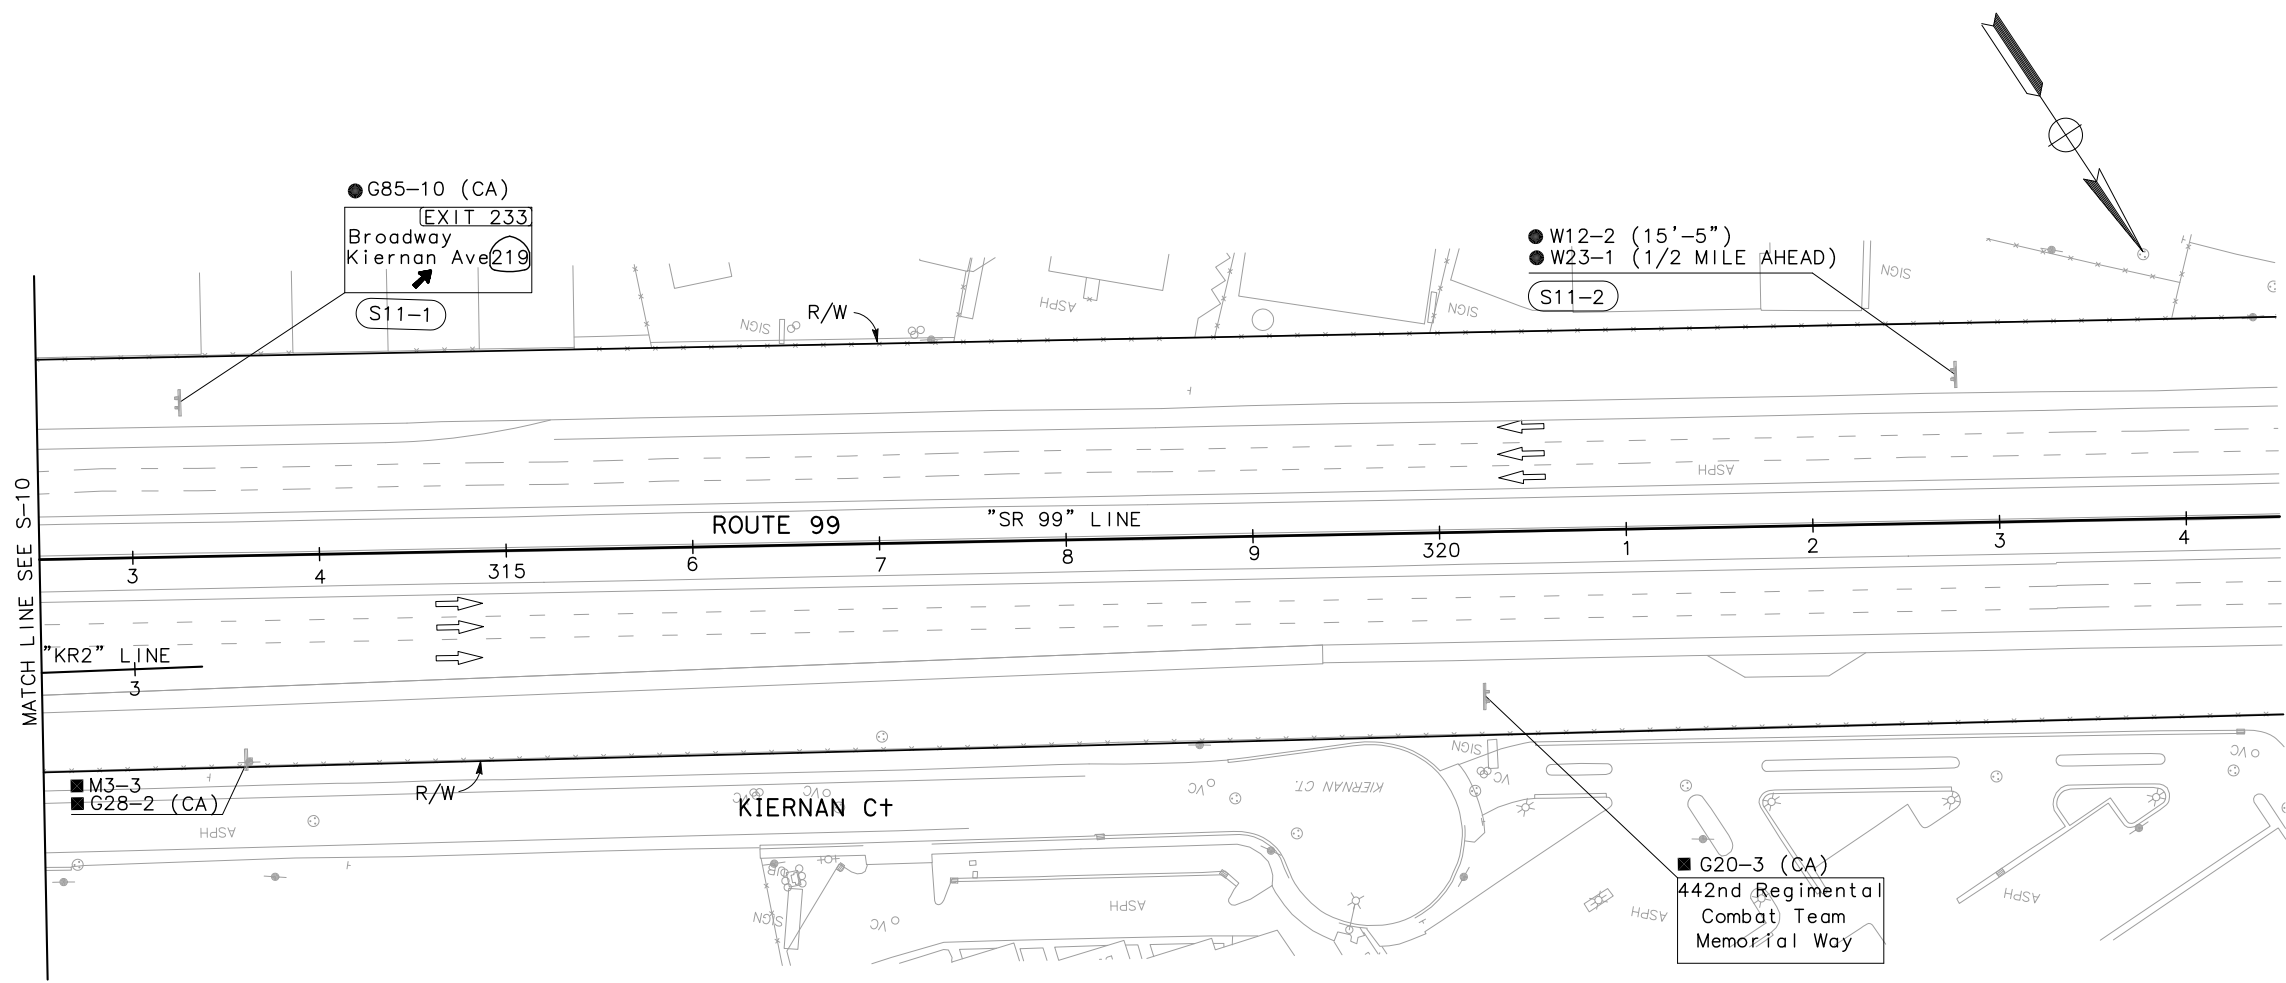 G85-10 (CA)
EXIT 233
Broadway
Kiernan Ave 219
S11-1
R/W
W12-2 (15'-5")
W23-1 (1/2 MILE AHEAD)
S11-2
SIGN
ASPH
SIGN
SIGN
ASPH
MATCH LINE SEE S-10
ROUTE 99
"SR 99" LINE
3
4
315
6
7
8
9
320
1
2
3
4
"KR2" LINE
3
M3-3
G28-2 (CA)
R/W
KIERNAN Ct
KIERNAN CT.
SIGN
VC
VC
VC
VC
VC
ASPH
SIGN
VC
ASPH
ASPH
ASPH
G20-3 (CA)
442nd Regimental
Combat Team
Memorial Way